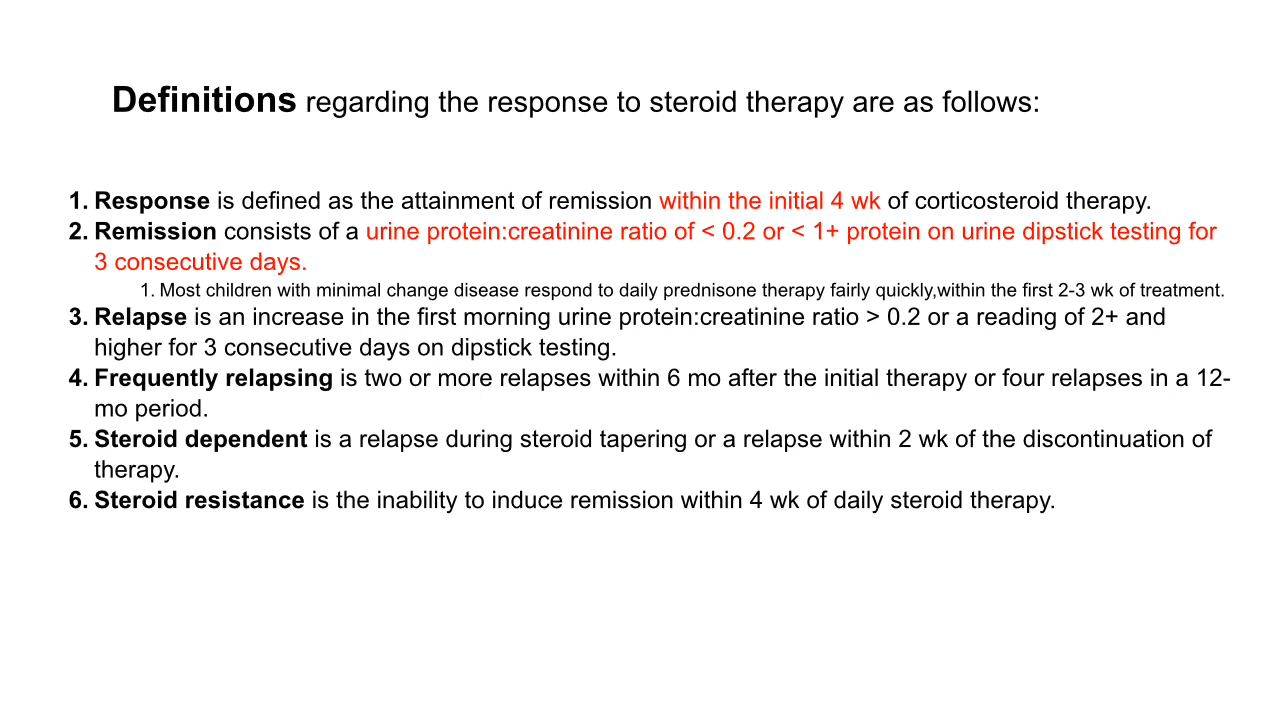 Definitions regarding the response to steroid therapy are as follows:
1. Response is defined as the attainment of remission within the initial 4 wk of corticosteroid therapy.
2. Remission consists of a urine protein:creatinine ratio of < 0.2 or < 1+ protein on urine dipstick testing for
3 consecutive days.
1. Most children with minimal change disease respond to daily prednisone therapy fairly quickly,within the first 2-3 wk of treatment.
3. Relapse is an increase in the first morning urine protein:creatinine ratio > 0.2 or a reading of 2+ and
higher for 3 consecutive days on dipstick testing.
4. Frequently relapsing is two or more relapses within 6 mo after the initial therapy or four relapses in a 12-
mo period.
5. Steroid dependent is a relapse during steroid tapering or a relapse within 2 wk of the discontinuation of
therapy.
6. Steroid resistance is the inability to induce remission within 4 wk of daily steroid therapy.